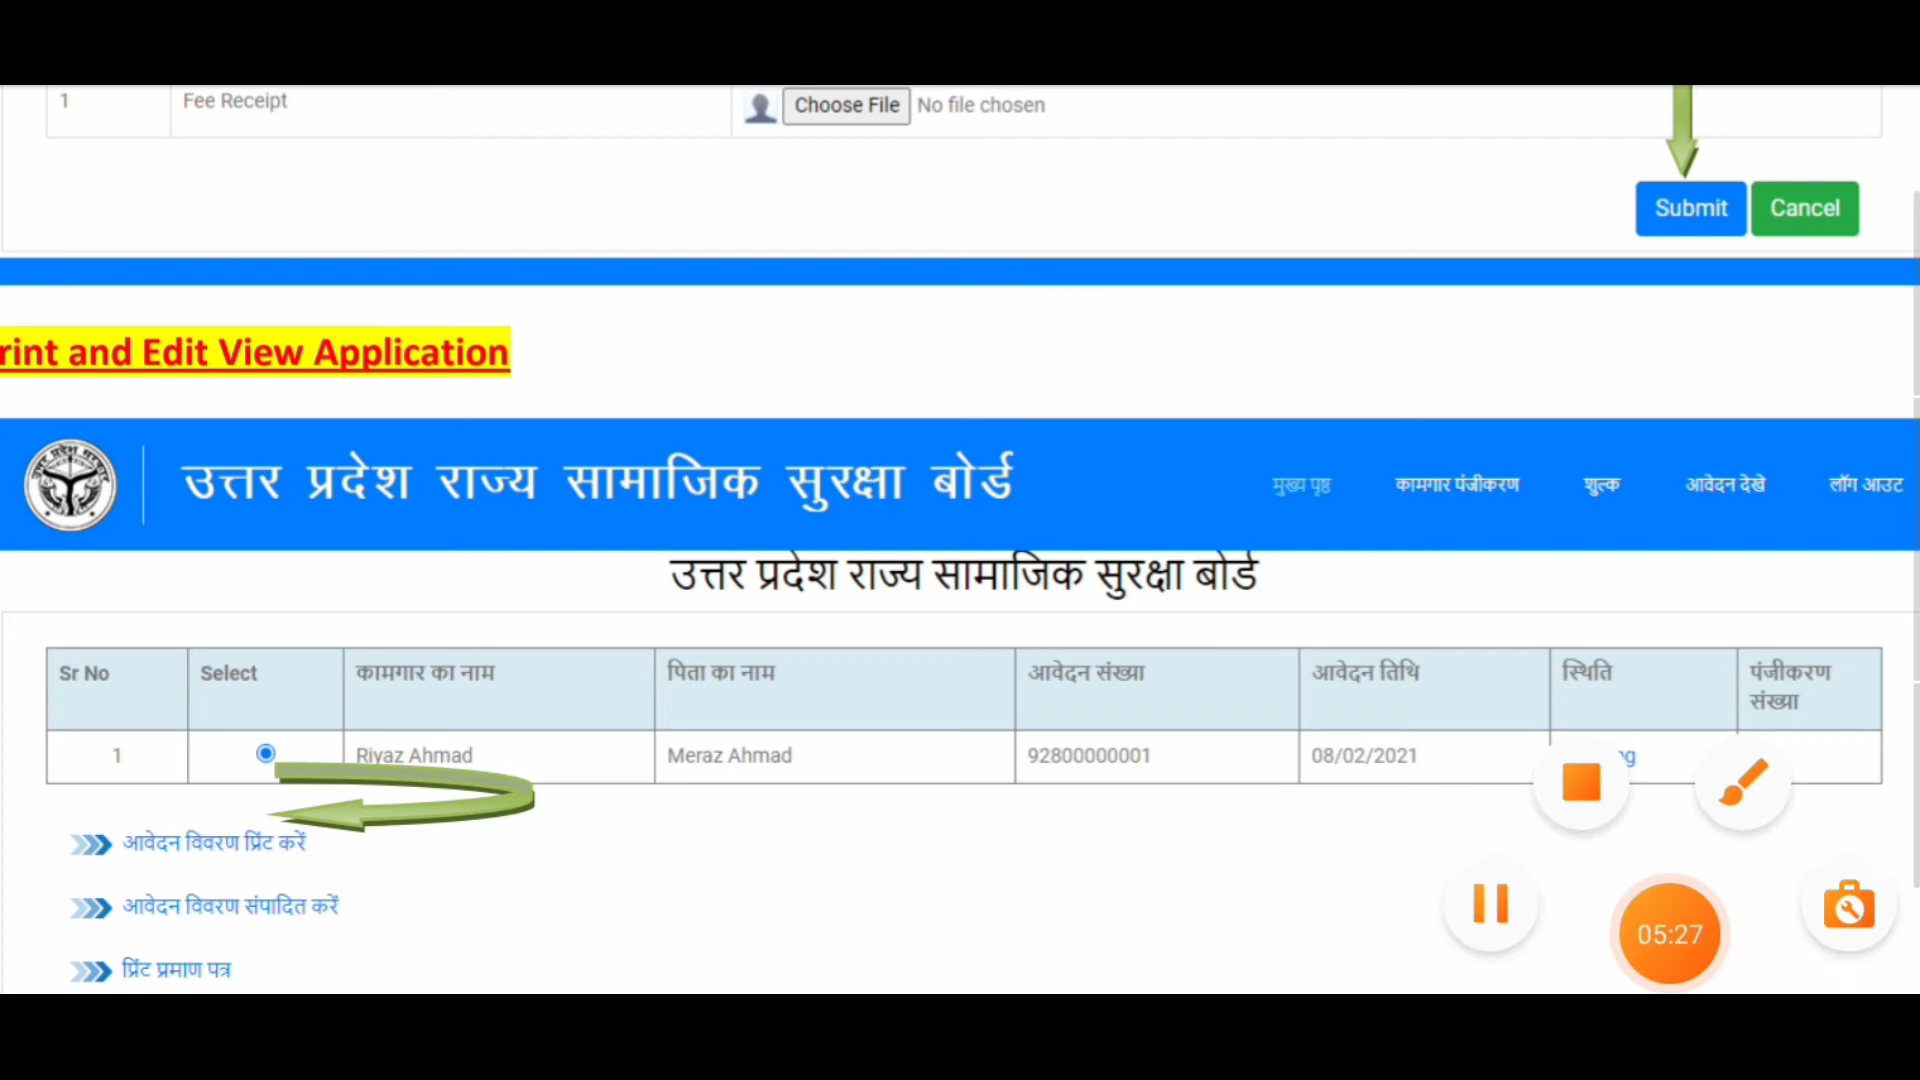 1 Fee Receipt Choose File No file chosen
Submit Cancel
rint and Edit View Application
उत्तर प्रदेश राज्य सामाजिक सुरक्षा बोर्ड मुख्य पृष्ठ कामगार पंजीकरण शुल्क आवेदन देखे लॉग आउट
उत्तर प्रदेश राज्य सामाजिक सुरक्षा बोर्ड
Sr No Select कामगार का नाम पिता का नाम आवेदन संख्या आवेदन तिथि स्थिति पंजीकरण
संख्या
1 Riyaz Ahmad Meraz Ahmad 92800000001 08/02/2021
आवेदन विवरण प्रिंट करें
आवेदन विवरण संपादित करें
प्रिंट प्रमाण पत्र
05:27